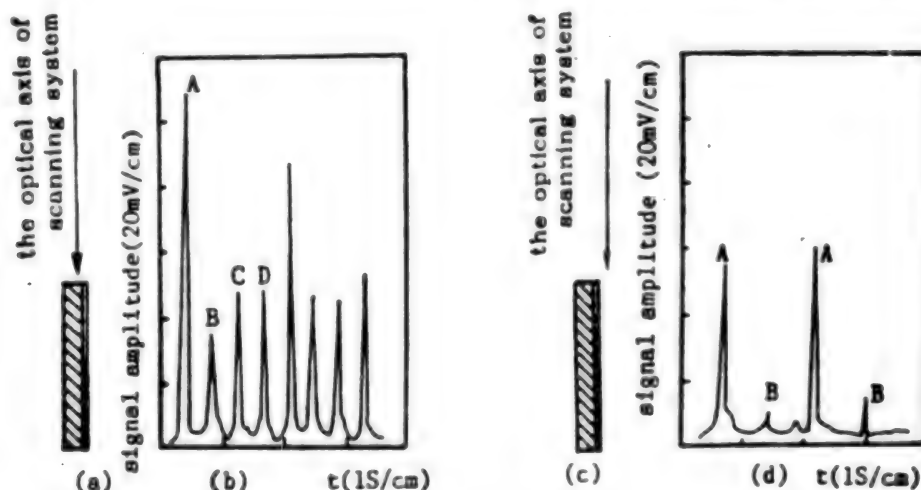 the optical axis of
scanning system
(a)
signal amplitude(20mV/cm)
A
B
C D
(b)
t(1S/cm)
the optical axis of
scanning system
(c)
signal amplitude (20mV/cm)
A
B
A
B
(d)
t(1S/cm)